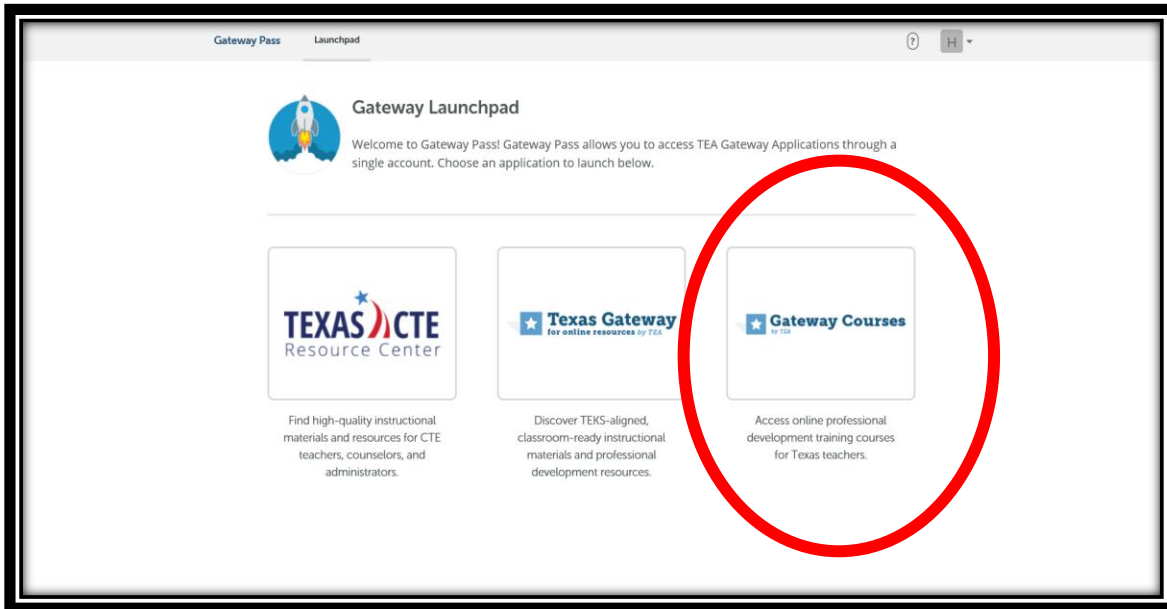 Gateway Pass
Launchpad
?
H
Gateway Launchpad
Welcome to Gateway Pass! Gateway Pass allows you to access TEA Gateway Applications through a
single account. Choose an application to launch below.
TEXAS CTE
Resource Center
Find high-quality instructional
materials and resources for CTE
teachers, counselors, and
administrators.
Texas Gateway
for online resources by TEA
Discover TEKS-aligned,
classroom-ready instructional
materials and professional
development resources.
Gateway Courses
by TEA
Access online professional
development training courses
for Texas teachers.